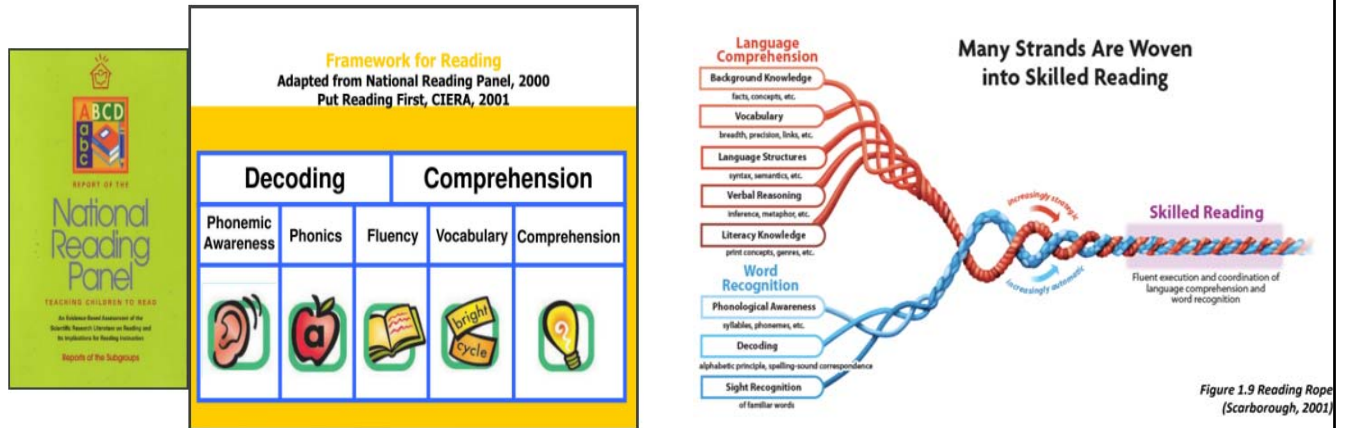 ABCD
a
b
c
REPORT OF THE
National
Reading
Panel
TEACHING CHILDREN TO READ
An Evidence-Based Assessment of the
Scientific Research Literature on Reading and
Its Implications for Reading Instruction
Reports of the Subgroups
Framework for Reading
Adapted from National Reading Panel, 2000
Put Reading First, CIERA, 2001
Decoding
Comprehension
Phonemic
Awareness
Phonics
Fluency
Vocabulary
Comprehension
a
bright
cycle
?
Many Strands Are Woven
into Skilled Reading
Language
Comprehension
Background Knowledge
facts, concepts, etc.
Vocabulary
breadth, precision, links, etc.
Language Structures
syntax, semantics, etc.
Verbal Reasoning
inference, metaphor, etc.
Literacy Knowledge
print concepts, genres, etc.
Word
Recognition
Phonological Awareness
syllables, phonemes, etc.
Decoding
alphabetic principle, spelling-sound correspondence
Sight Recognition
of familiar words
increasingly strategic
increasingly automatic
Skilled Reading
Fluent execution and coordination of
language comprehension and
word recognition
Figure 1.9 Reading Rope
(Scarborough, 2001)